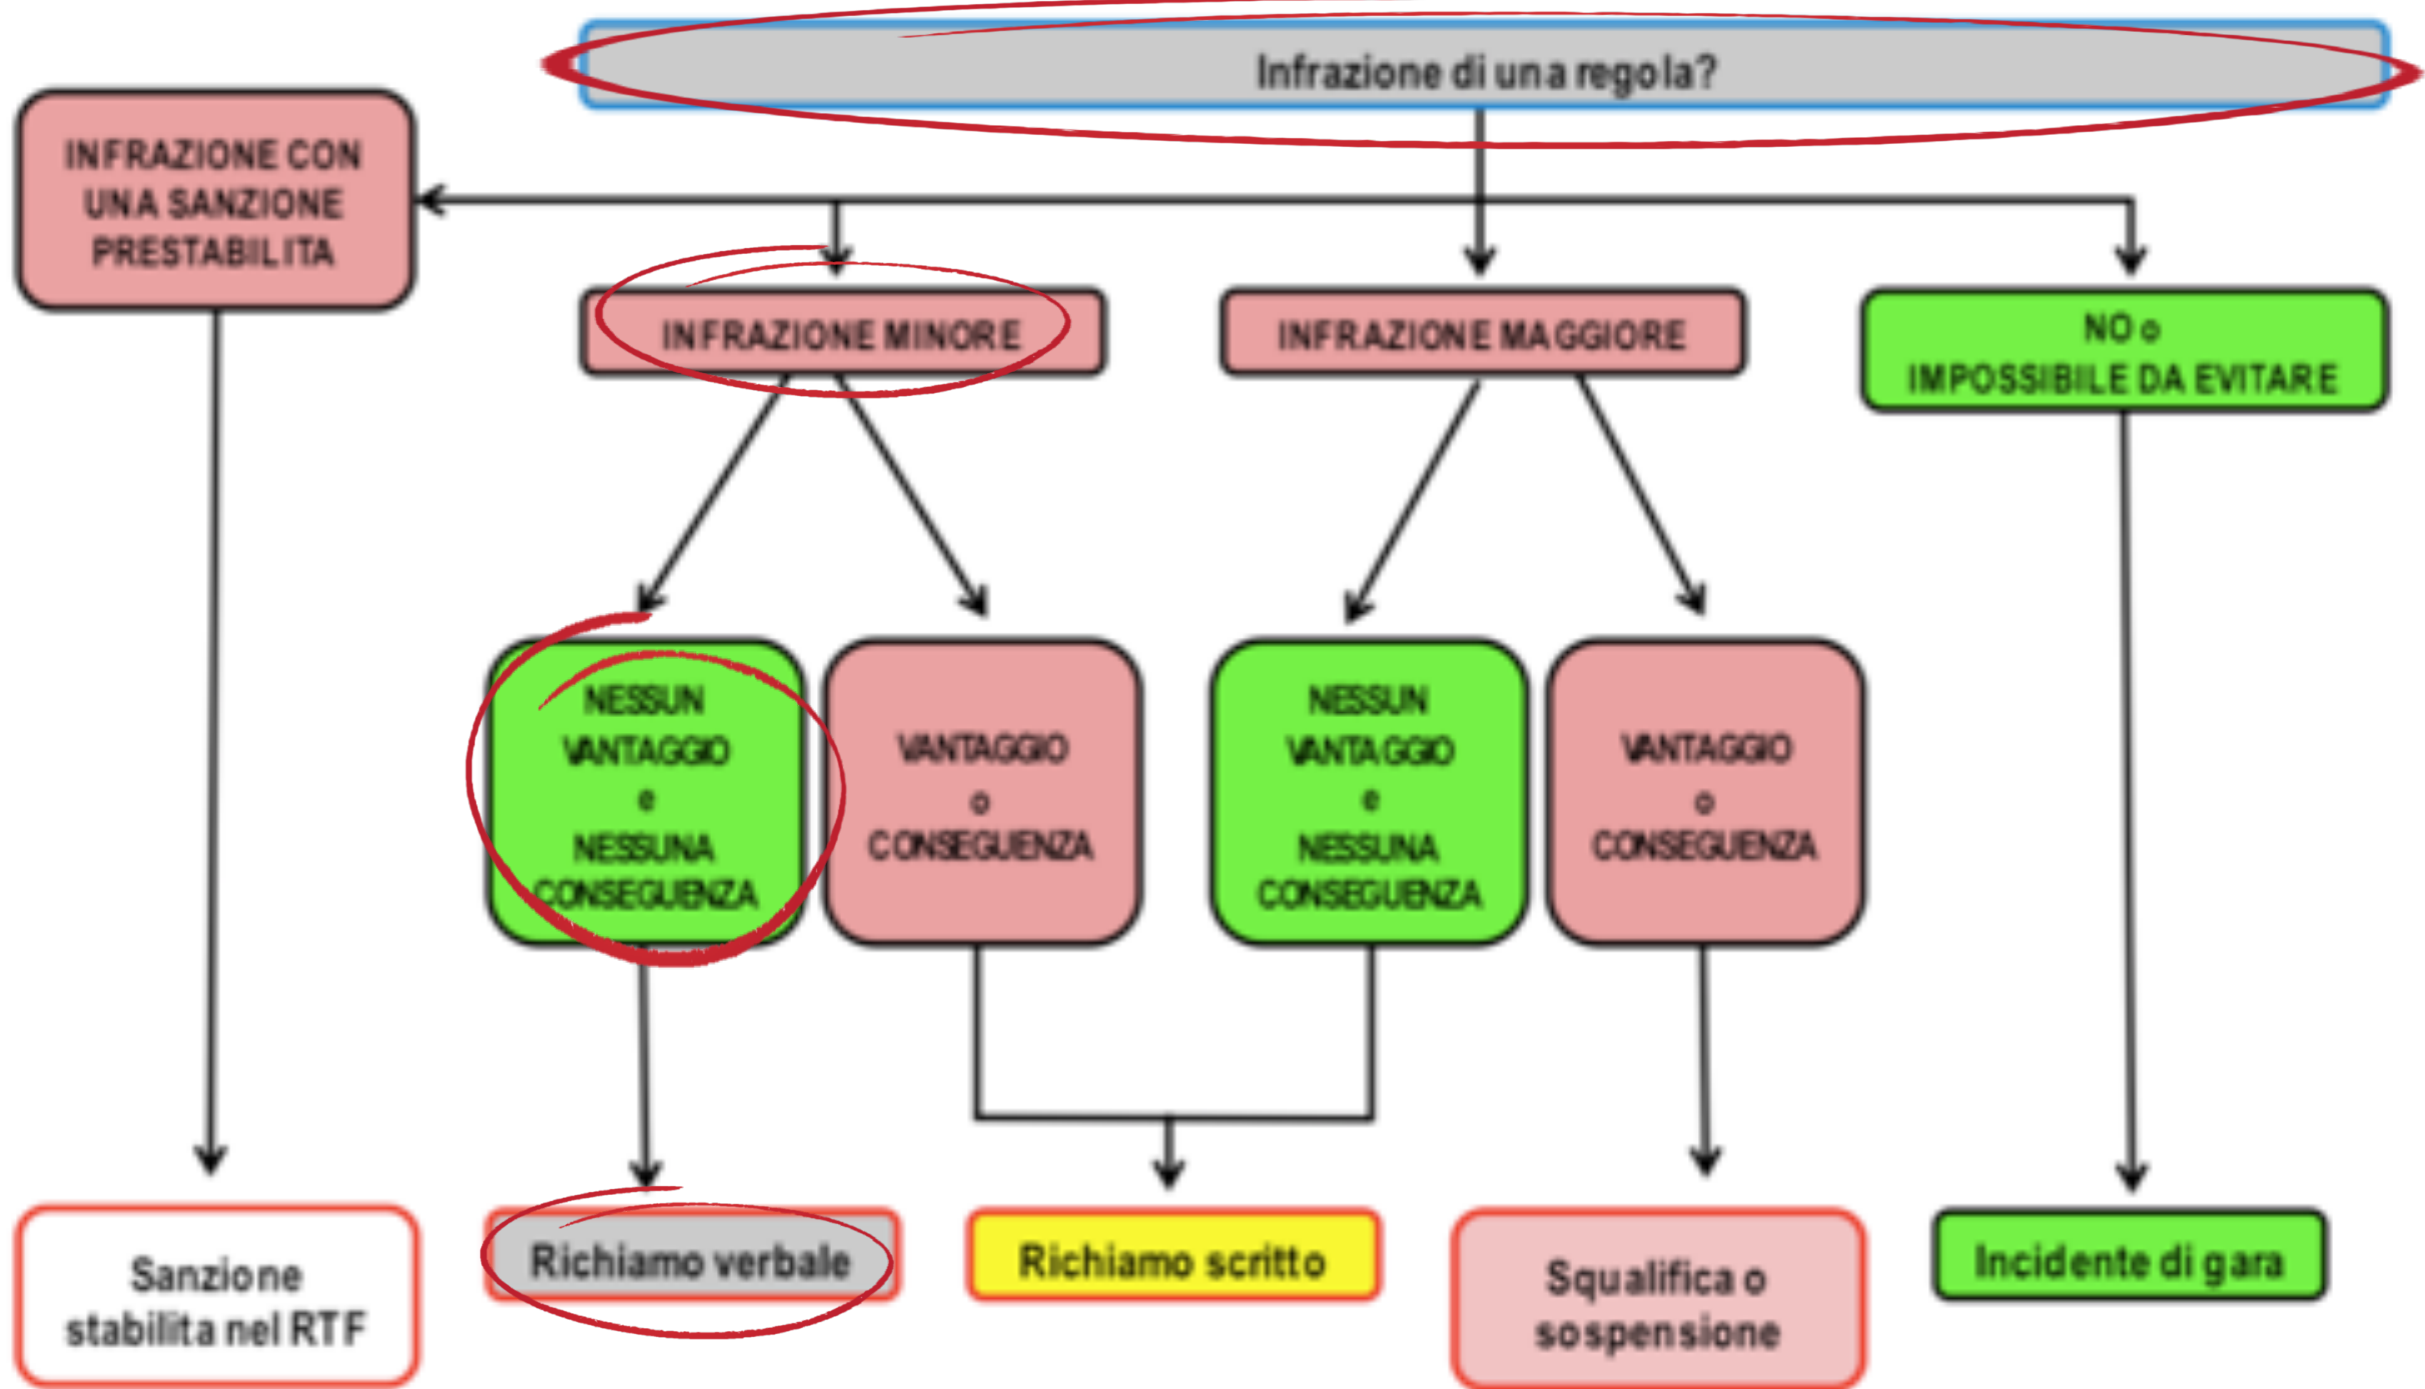 Infrazione di una regola?
INFRAZIONE CON
UNA SANZIONE
PRESTABILITA
INFRAZIONE MINORE
INFRAZIONE MAGGIORE
NO o
IMPOSSIBILE DA EVITARE
NESSUN
VANTAGGIO
e
NESSUNA
CONSEGUENZA
VANTAGGIO
o
CONSEGUENZA
NESSUN
VANTAGGIO
e
NESSUNA
CONSEGUENZA
VANTAGGIO
o
CONSEGUENZA
Sanzione
stabilita nel RTF
Richiamo verbale
Richiamo scritto
Squalifica o
sospensione
Incidente di gara